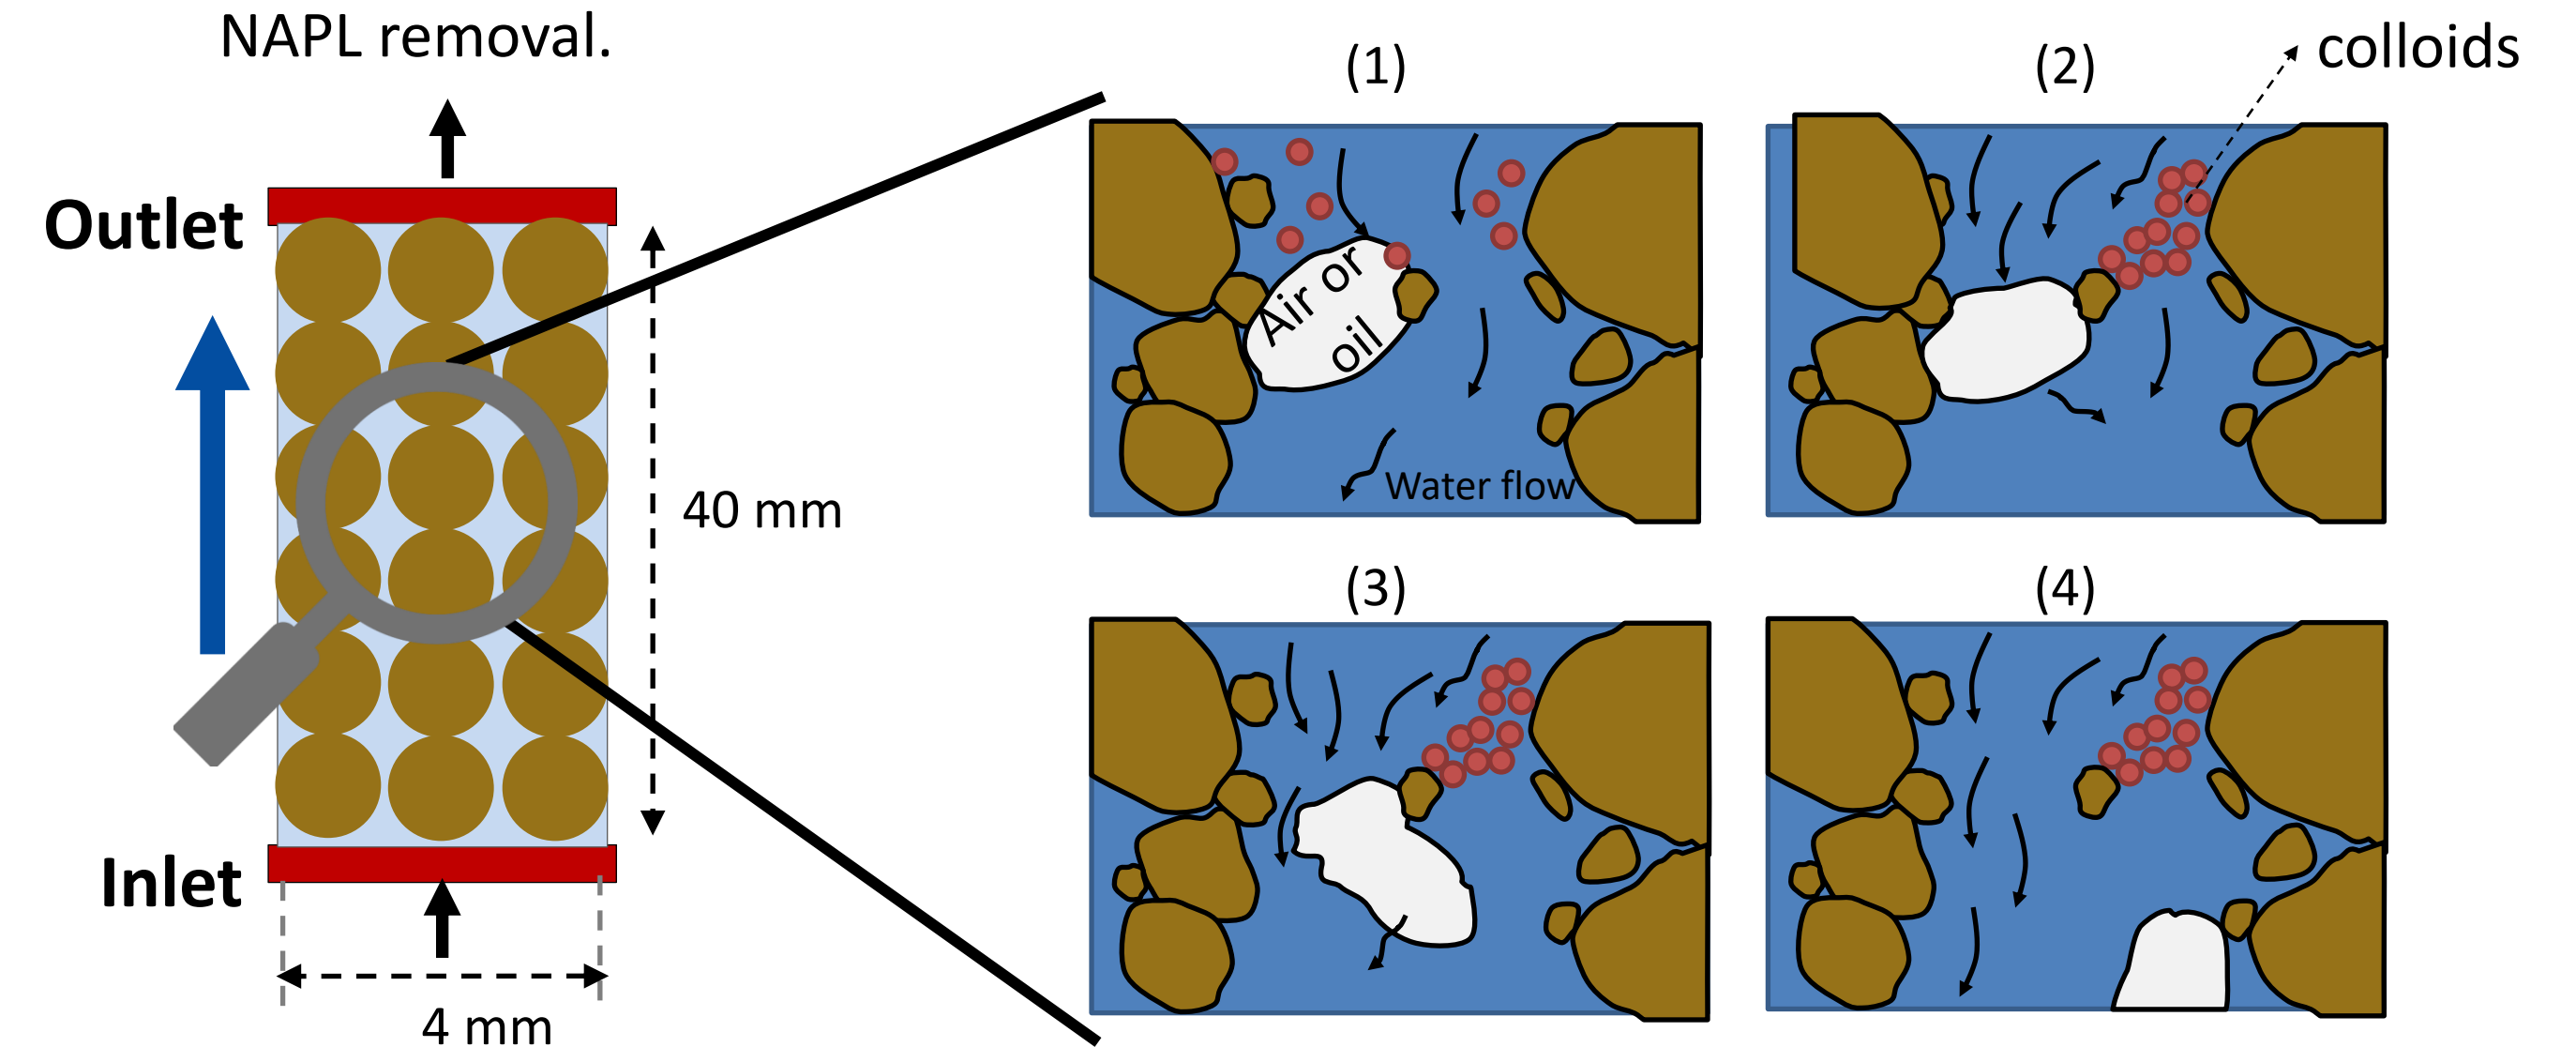 NAPL removal.
Outlet
40 mm
Inlet
4 mm
(1)
Air or
oil
Water flow
(2)
colloids
(3)
(4)